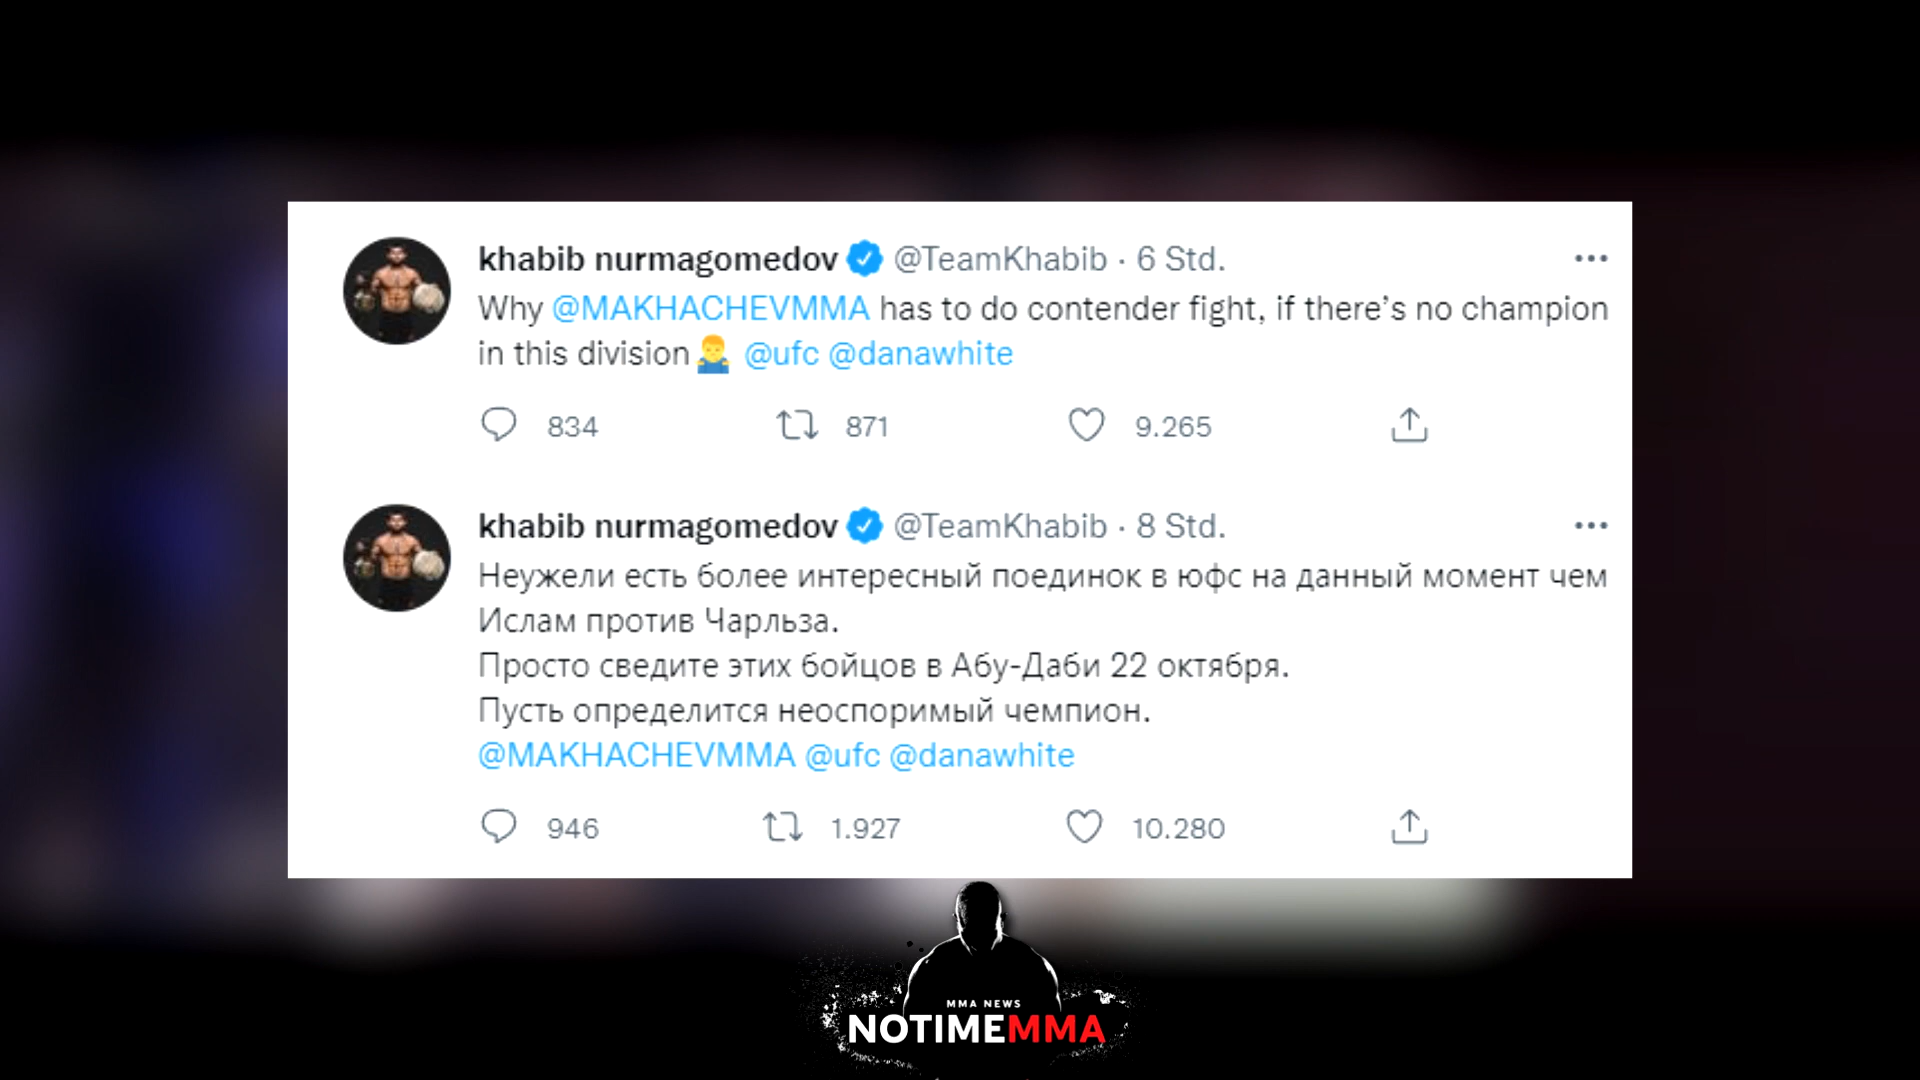 khabib nurmagomedov @TeamKhabib · 6 Std.
Why @MAKHACHEVMMA has to do contender fight, if there's no champion
in this division🤷‍♂️ @ufc @danawhite
834 871 9.265
khabib nurmagomedov @TeamKhabib · 8 Std.
Неужели есть более интересный поединок в юфс на данный момент чем
Ислам против Чарльза.
Просто сведите этих бойцов в Абу-Даби 22 октября.
Пусть определится неоспоримый чемпион.
@MAKHACHEVMMA @ufc @danawhite
946 1.927 10.280
MMA NEWS
NOTIMEMMA